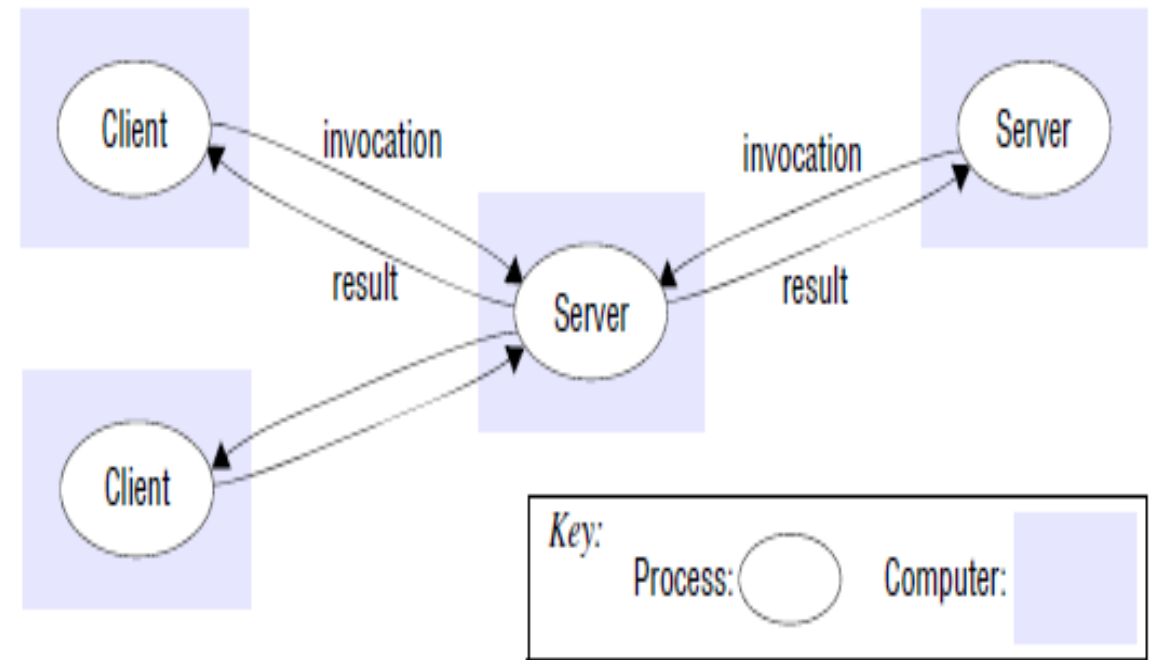 Client
invocation
Server
invocation
result
Server
result
Client
Key:
Process:
Computer: